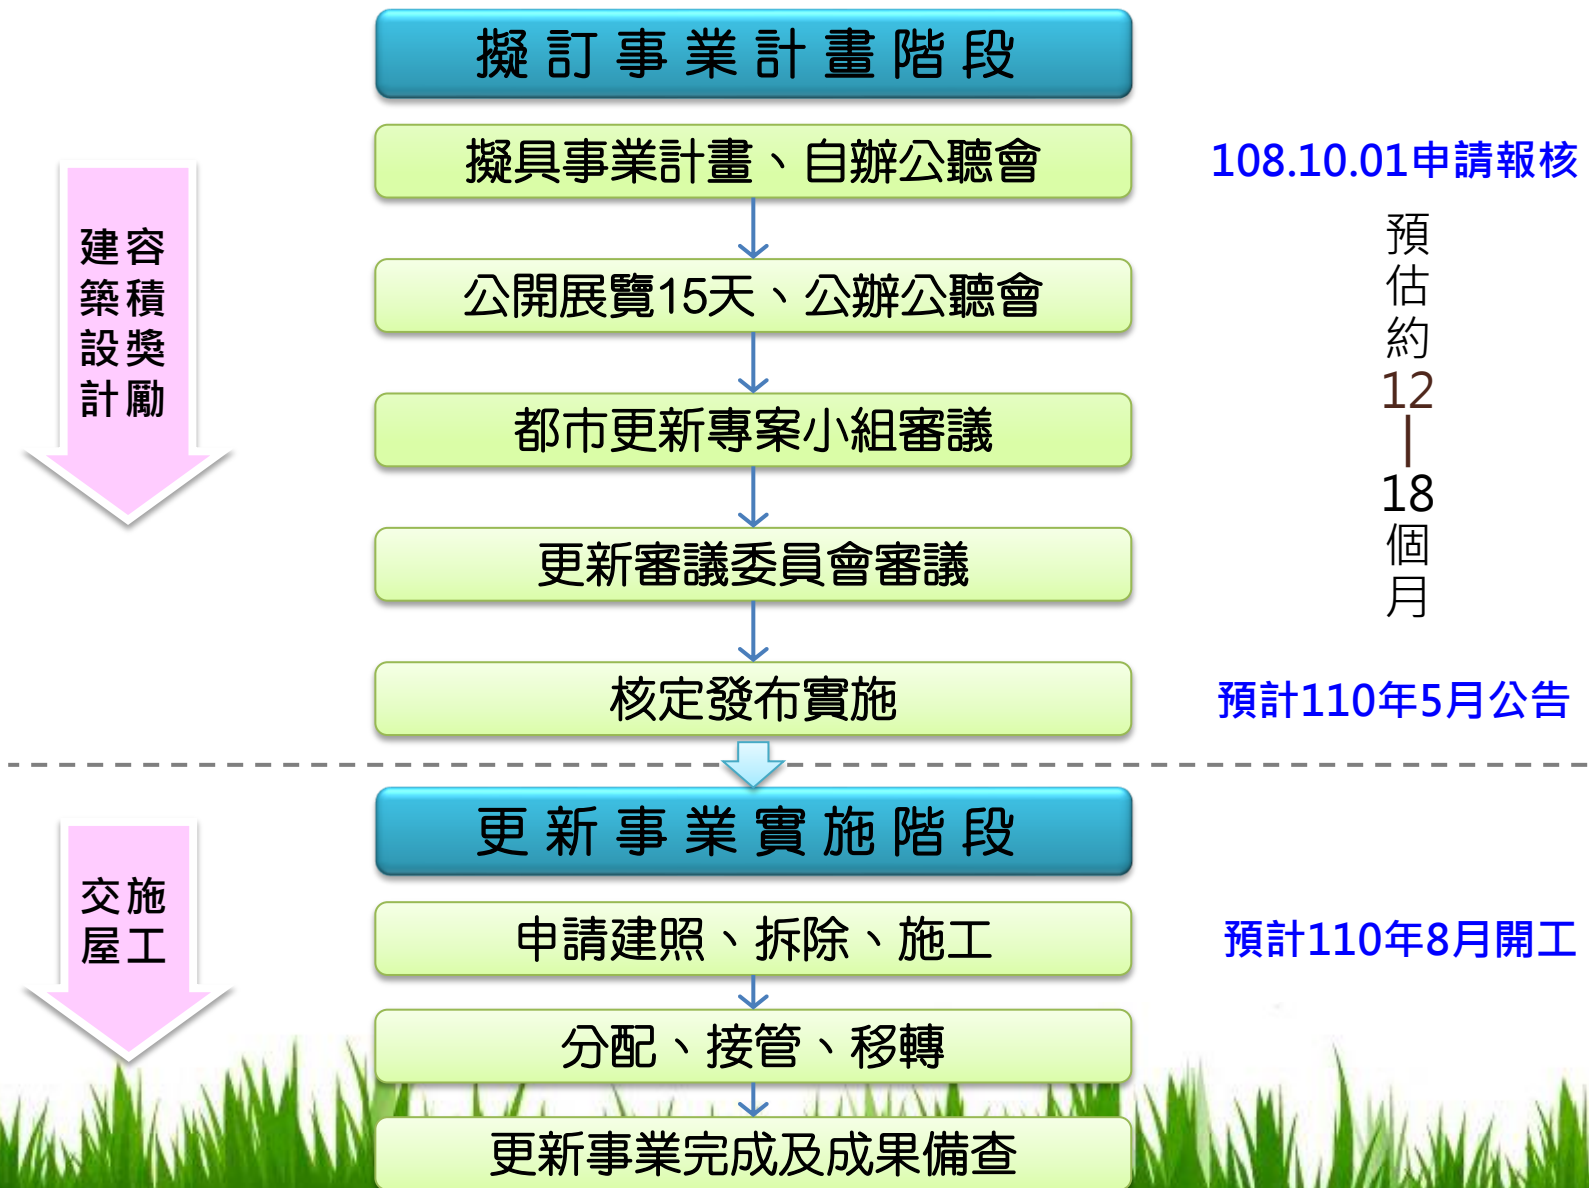 擬訂事業計畫階段
擬具事業計畫、自辦公聽會
108.10.01申請報核
建築設計
容積獎勵
公開展覽15天、公辦公聽會
預估約12—18個月
都市更新專案小組審議
更新審議委員會審議
核定發布實施
預計110年5月公告
更新事業實施階段
交屋
施工
申請建照、拆除、施工
預計110年8月開工
分配、接管、移轉
更新事業完成及成果備查